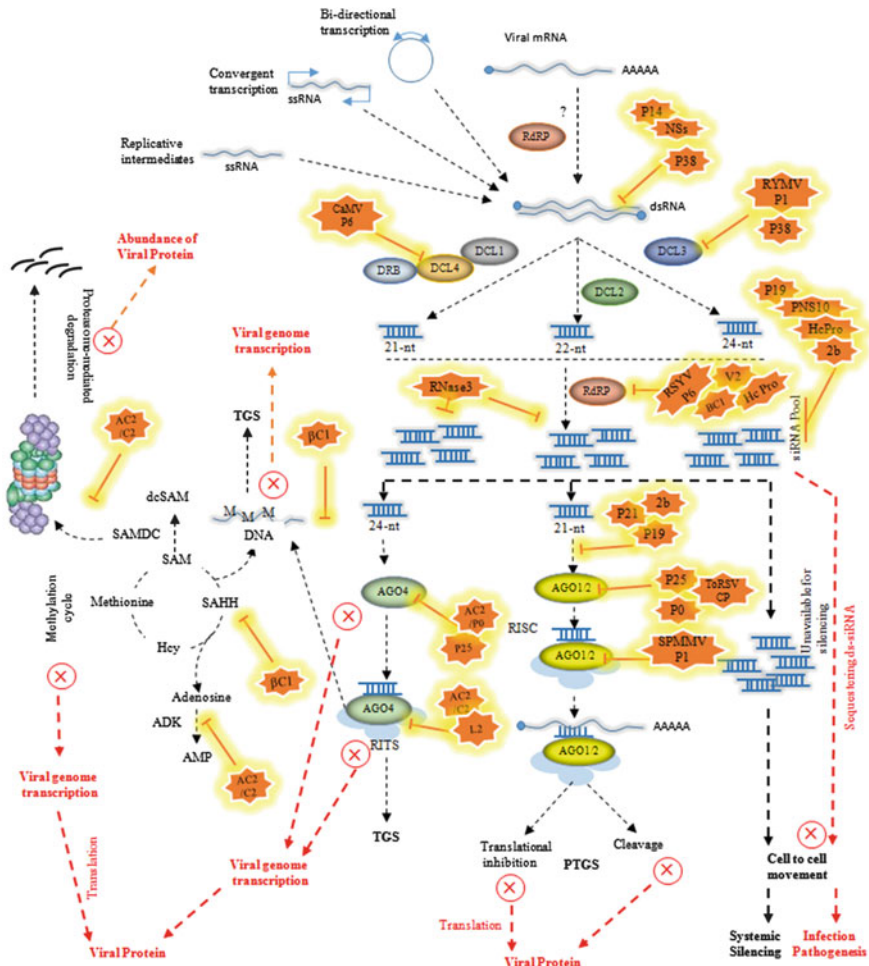 Bi-directional
transcription
Viral mRNA
AAAAA
Convergent
transcription
ssRNA
?
RdRP
P14
NSs
P38
Replicative
intermediates
ssRNA
dsRNA
CaMV
P6
RYMV
P1
P38
Abundance of
Viral Protein
DCL1
DRB
DCL4
DCL3
DCL2
P19
PNS10
HcPro
2b
Proteasome-mediated
degradation
Viral genome
transcription
21-nt
22-nt
24-nt
RNase3
RdRP
RSYV
P6
V2
BC1
Hc Pro
siRNA Pool
AC2
/C2
TGS
βC1
dcSAM
M M M
DNA
SAMDC
SAM
24-nt
21-nt
P21
2b
P19
Methylation
cycle
Methionine
SAHH
AGO4
AGO1/2
P25
ToRSV
CP
P0
AC2
/P0
P25
RISC
AGO1/2
SPMMV
P1
Unavailable for
silencing
Sequestering ds-siRNA
Hcy
βC1
Adenosine
ADK
AMP
AC2
/C2
AGO4
RITS
AC2
/C2
L2
AAAAA
AGO1/2
Viral genome
transcription
TGS
Translational
inhibition
PTGS
Cleavage
Cell to cell
movement
Translation
Viral genome
transcription
Translation
Viral Protein
Viral Protein
Systemic
Silencing
Infection
Pathogenesis